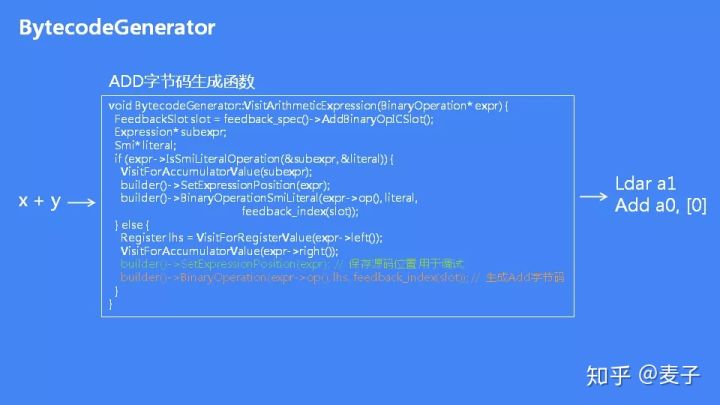 BytecodeGenerator
ADD字节码生成函数
void BytecodeGenerator::VisitArithmeticExpression(BinaryOperation* expr) {
FeedbackSlot slot = feedback_spec()->AddBinaryOpICSlot();
Expression* subexpr;
Smi* literal;
if (expr->IsSmiLiteralOperation(&subexpr, &literal)) {
VisitForAccumulatorValue(subexpr);
builder()->SetExpressionPosition(expr);
builder()->BinaryOperationSmiLiteral(expr->op(), literal,
feedback_index(slot));
} else {
Register lhs = VisitForRegisterValue(expr->left());
VisitForAccumulatorValue(expr->right());
builder()->SetExpressionPosition(expr); // 保存源码位置用于调试
builder()->BinaryOperation(expr->op(), lhs, feedback_index(slot)); // 生成Add字节码
}
}
x + y
Ldar a1
Add a0, [0]
知乎 @麦子